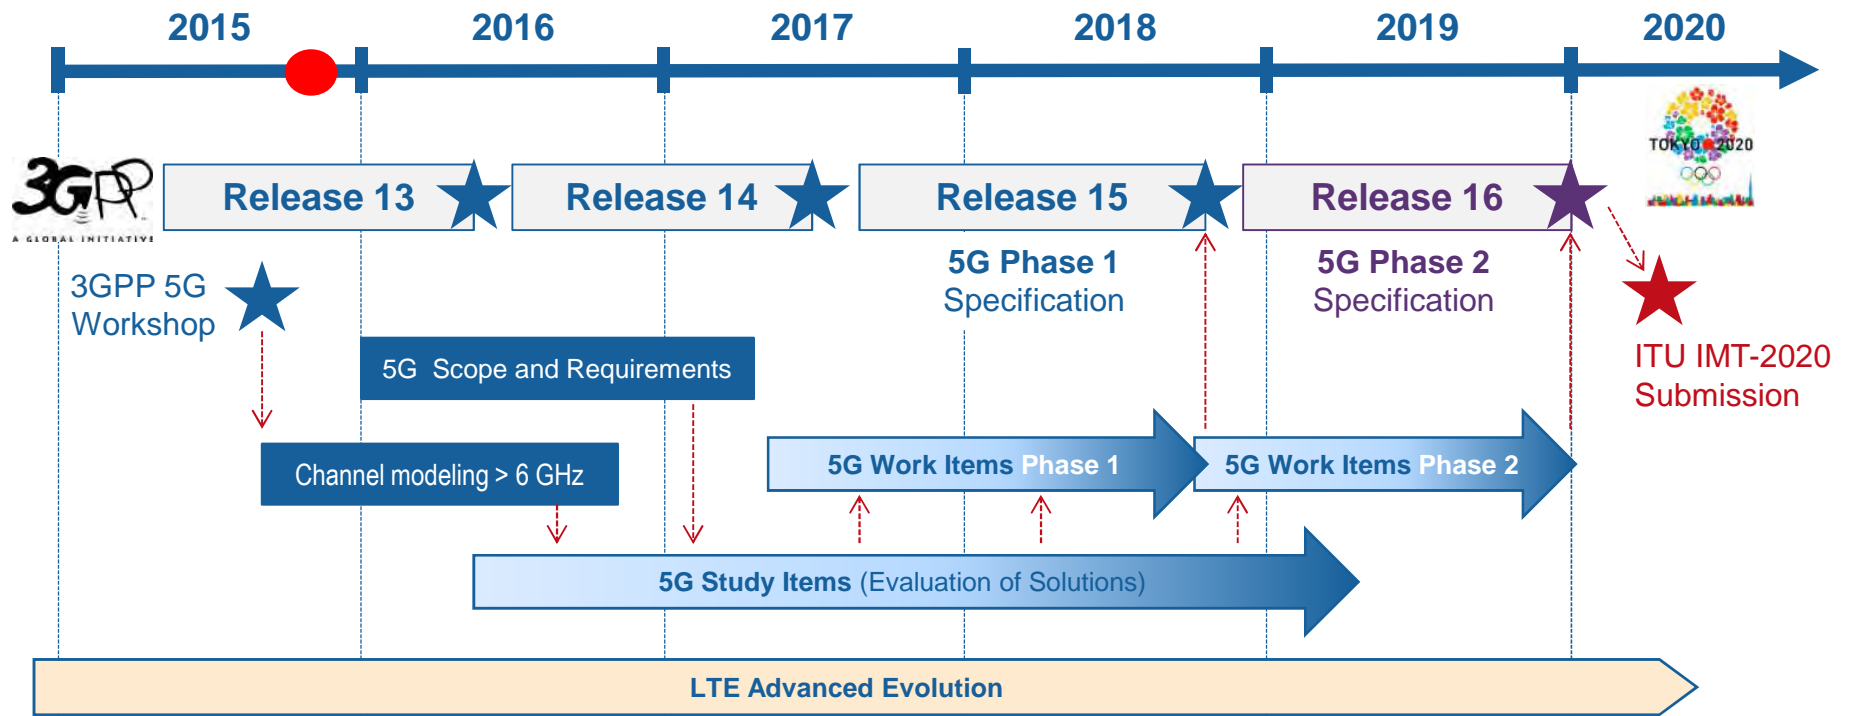 2015 2016 2017 2018 2019 2020
3GPP
A GLOBAL INITIATIVE
TOKYO 2020
Release 13
Release 14
Release 15
Release 16
5G Phase 1
Specification
5G Phase 2
Specification
3GPP 5G
Workshop
ITU IMT-2020
Submission
5G Scope and Requirements
Channel modeling > 6 GHz
5G Work Items Phase 1
5G Work Items Phase 2
5G Study Items (Evaluation of Solutions)
LTE Advanced Evolution